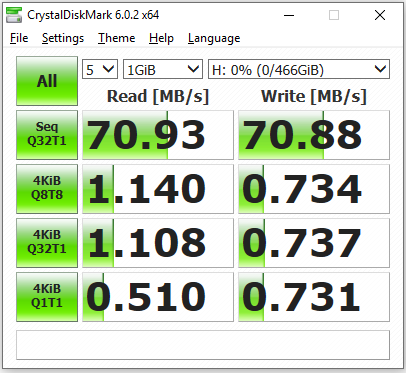 CrystalDiskMark 6.0.2 x64
File Settings Theme Help Language
All 5 1GiB H: 0% (0/466GiB)
Read [MB/s] Write [MB/s]
Seq
Q32T1
70.93 70.88
4KiB
Q8T8
1.140 0.734
4KiB
Q32T1
1.108 0.737
4KiB
Q1T1
0.510 0.731